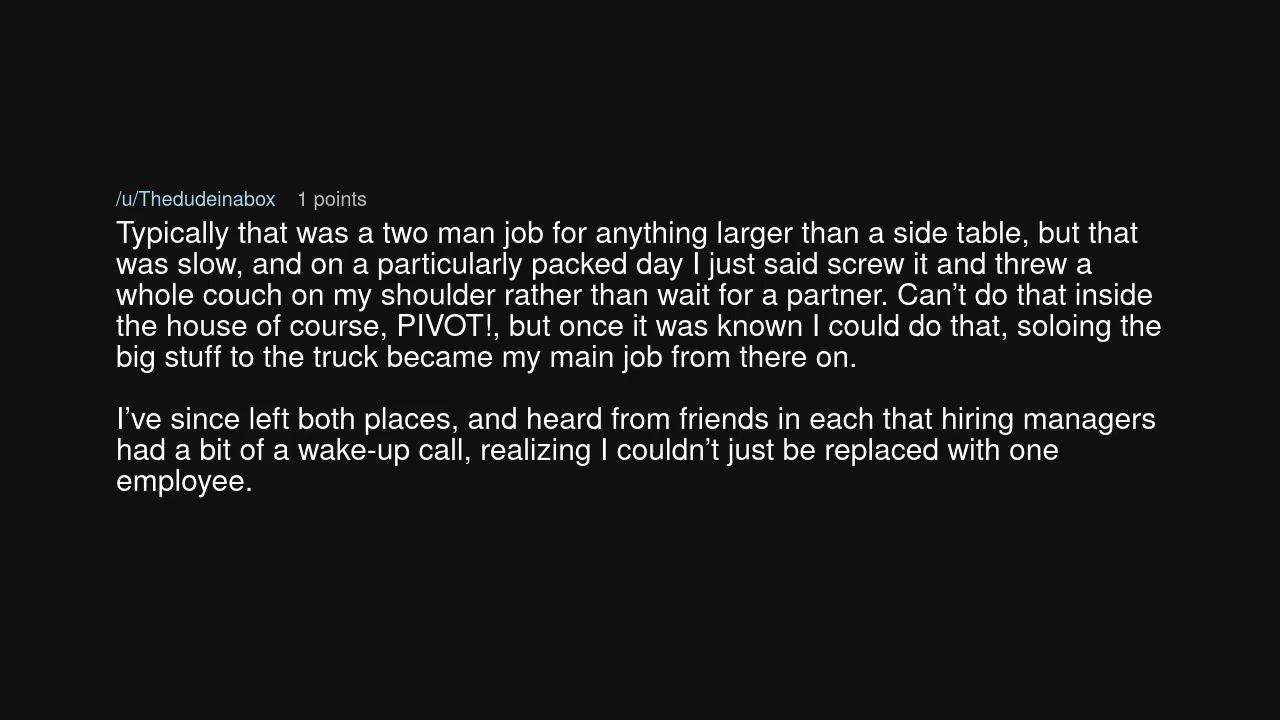 /u/Thedudeinabox 1 points
Typically that was a two man job for anything larger than a side table, but that
was slow, and on a particularly packed day I just said screw it and threw a
whole couch on my shoulder rather than wait for a partner. Can’t do that inside
the house of course, PIVOT!, but once it was known I could do that, soloing the
big stuff to the truck became my main job from there on.
I’ve since left both places, and heard from friends in each that hiring managers
had a bit of a wake-up call, realizing I couldn’t just be replaced with one
employee.